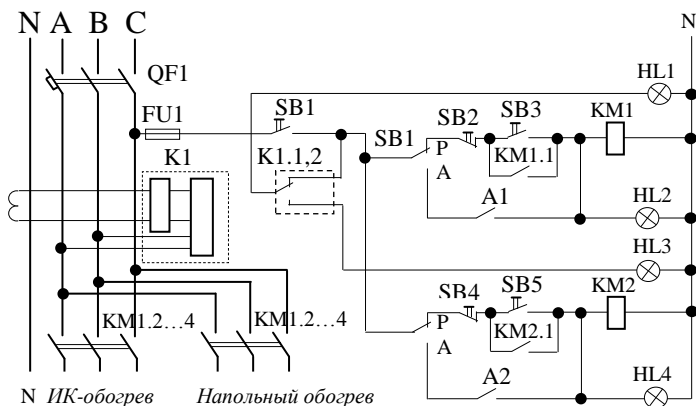 N A B C
N
QF1
HL1
FU1
SB1
SB2 SB3
KM1
SB1
K1
K1.1,2
P
KM1.1
A
A1
HL2
HL3
SB4 SB5
KM2
P
KM1.2...4
KM1.2...4
KM2.1
A
A2
HL4
N ИК-обогрев Напольный обогрев